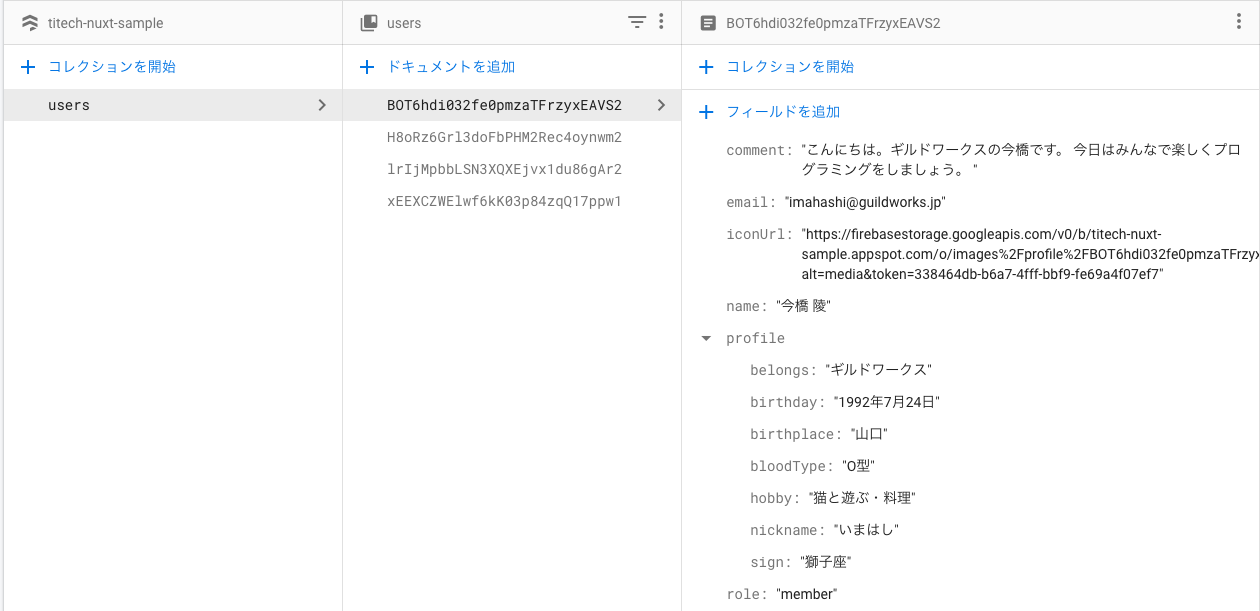 titech-nuxt-sample
コレクションを開始
users
users
ドキュメントを追加
BOT6hdi032fe0pmzaTFrzyxEAVS2
H8oRz6Grl3doFbPHM2Rec4oynwm2
lrIjMpbbLSN3XQXEjvx1du86gAr2
xEEXCZWElwf6kK03p84zqQ17ppw1
BOT6hdi032fe0pmzaTFrzyxEAVS2
コレクションを開始
フィールドを追加
comment: "こんにちは。ギルドワークスの今橋です。 今日はみんなで楽しくプロ
グラミングをしましょう。 "
email: "imahashi@guildworks.jp"
iconUrl: "https://firebasestorage.googleapis.com/v0/b/titech-nuxt-
sample.appspot.com/o/images%2Fprofile%2FBOT6hdi032fe0pmzaTFrzyx
alt=media&token=338464db-b6a7-4fff-bbf9-fe69a4f07ef7"
name: "今橋 陵"
profile
belongs: "ギルドワークス"
birthday: "1992年7月24日"
birthplace: "山口"
bloodType: "O型"
hobby: "猫と遊ぶ・料理"
nickname: "いまはし"
sign: "獅子座"
role: "member"